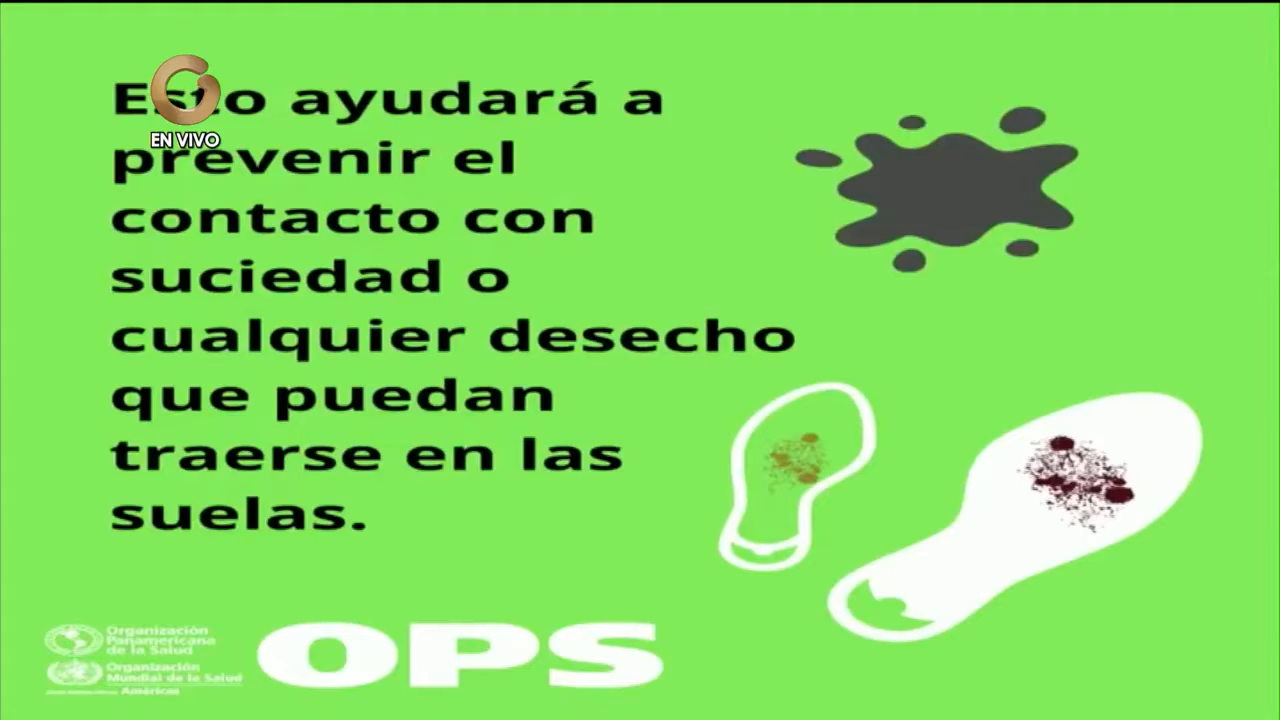 Esto ayudará a
EN VIVO
prevenir el
contacto con
suciedad o
cualquier desecho
que puedan
traerse en las
suelas.
Organización
Panamericana
de la Salud
Organización
Mundial de la Salud
Américas
OPS